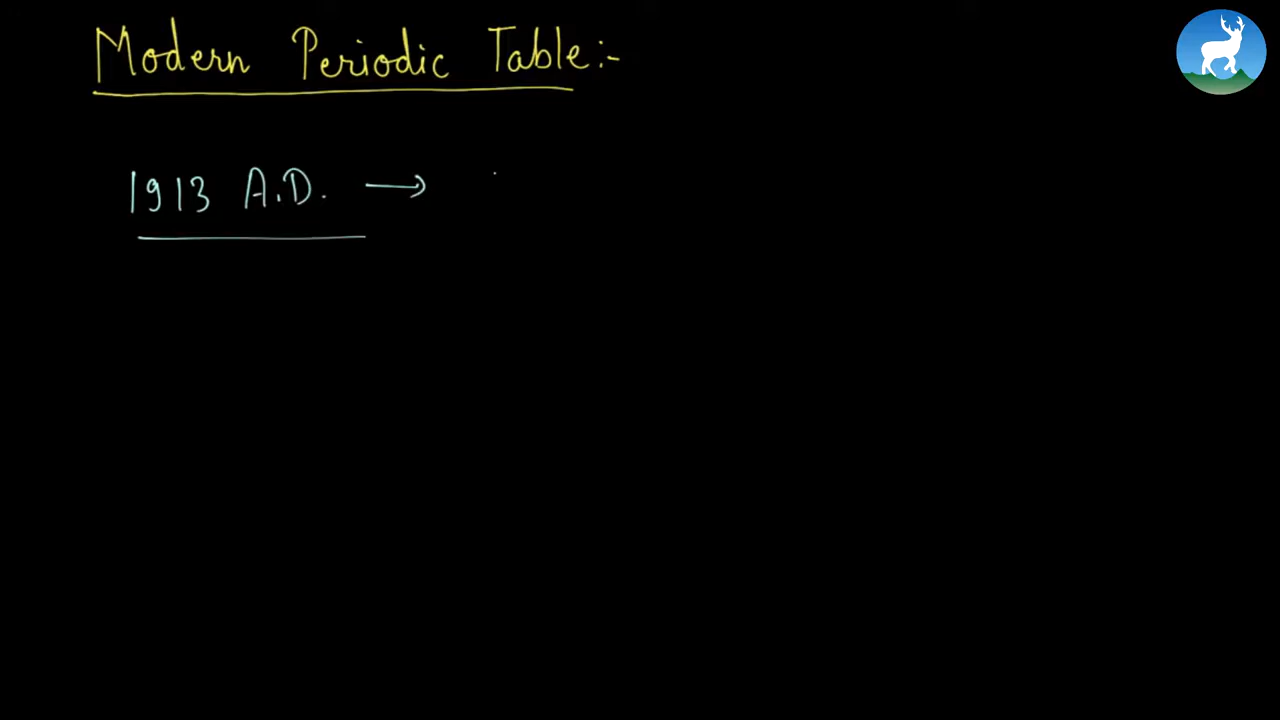 Modern Periodic Table:-
1913 A.D. →